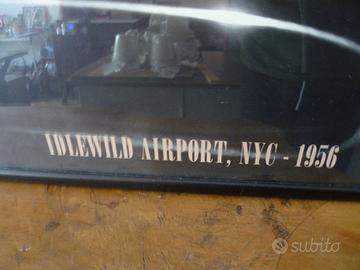 IDLEWILD AIRPORT, NYC - 1956
subito